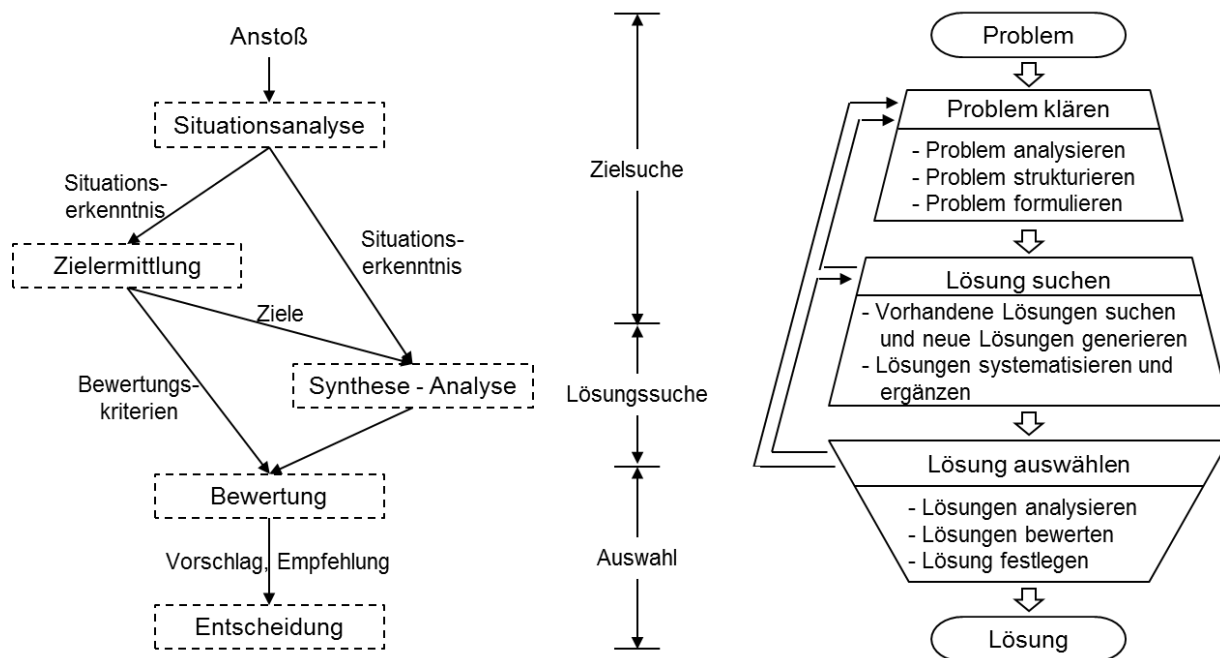 Anstoß
Situationsanalyse
Situations-
erkenntnis
Situations-
erkenntnis
Zielermittlung
Ziele
Bewertungs-
kriterien
Synthese - Analyse
Bewertung
Vorschlag, Empfehlung
Entscheidung
Zielsuche
Lösungssuche
Auswahl
Problem
Problem klären
- Problem analysieren
- Problem strukturieren
- Problem formulieren
Lösung suchen
- Vorhandene Lösungen suchen
und neue Lösungen generieren
- Lösungen systematisieren und
ergänzen
Lösung auswählen
- Lösungen analysieren
- Lösungen bewerten
- Lösung festlegen
Lösung